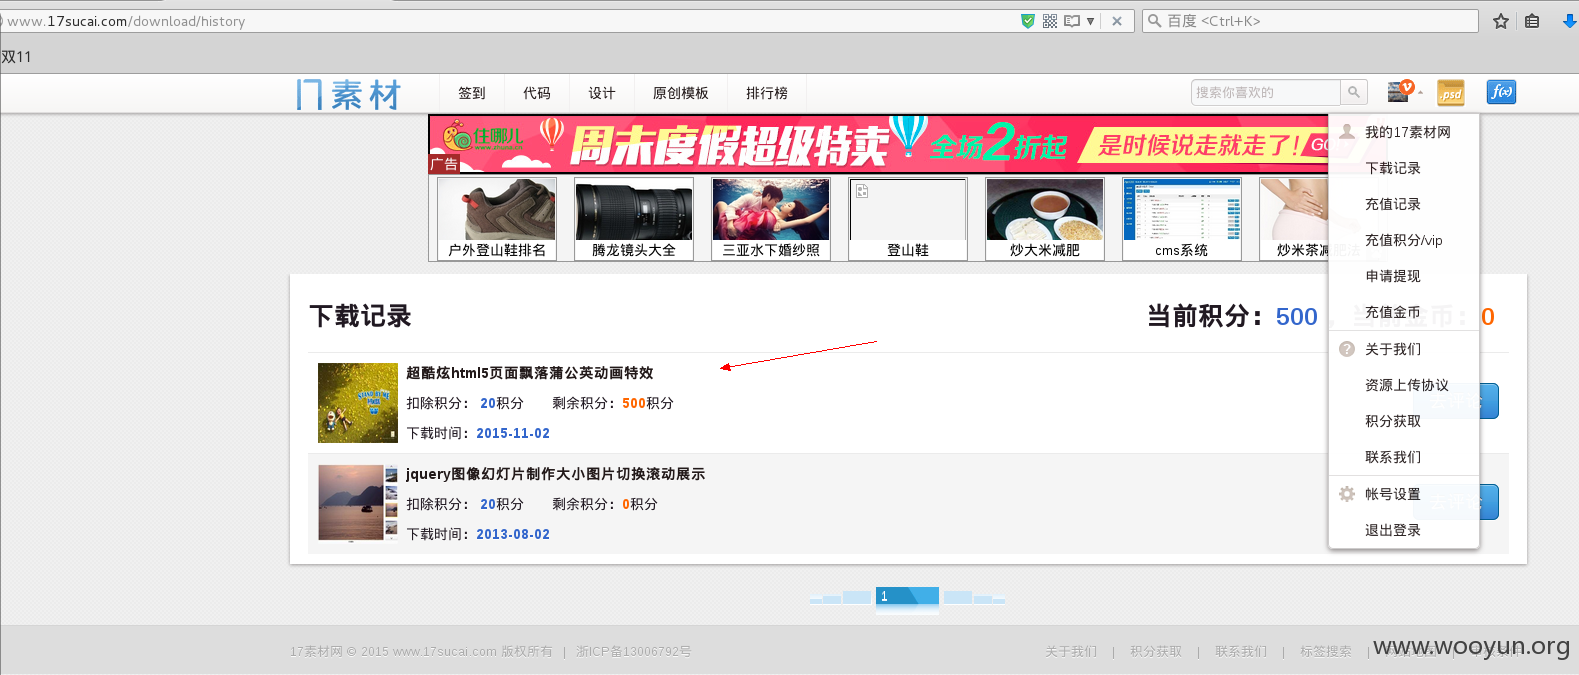 www.17sucai.com/download/history
百度 <Ctrl+K>
双11
素材
签到
代码
设计
原创模板
排行榜
搜索你喜欢的
.psd
f(x)
住哪儿
周末度假超级特卖
全场2折起
是时候说走就走了!
GO
广告
户外登山鞋排名
腾龙镜头大全
三亚水下婚纱照
登山鞋
炒大米减肥
cms系统
炒米茶减肥法
我的17素材网
下载记录
充值记录
充值积分/vip
申请提现
充值金币
关于我们
资源上传协议
积分获取
联系我们
帐号设置
退出登录
下载记录
当前积分：500，当前金币：0
超酷炫html5页面飘落蒲公英动画特效
扣除积分：20积分 剩余积分：500积分
下载时间：2015-11-02
jquery图像幻灯片制作大小图片切换滚动展示
扣除积分：20积分 剩余积分：0积分
下载时间：2013-08-02
1
17素材网 © 2015 www.17sucai.com 版权所有 | 浙ICP备13006792号
关于我们 | 积分获取 | 联系我们 | 标签搜索 |
www.wooyun.org